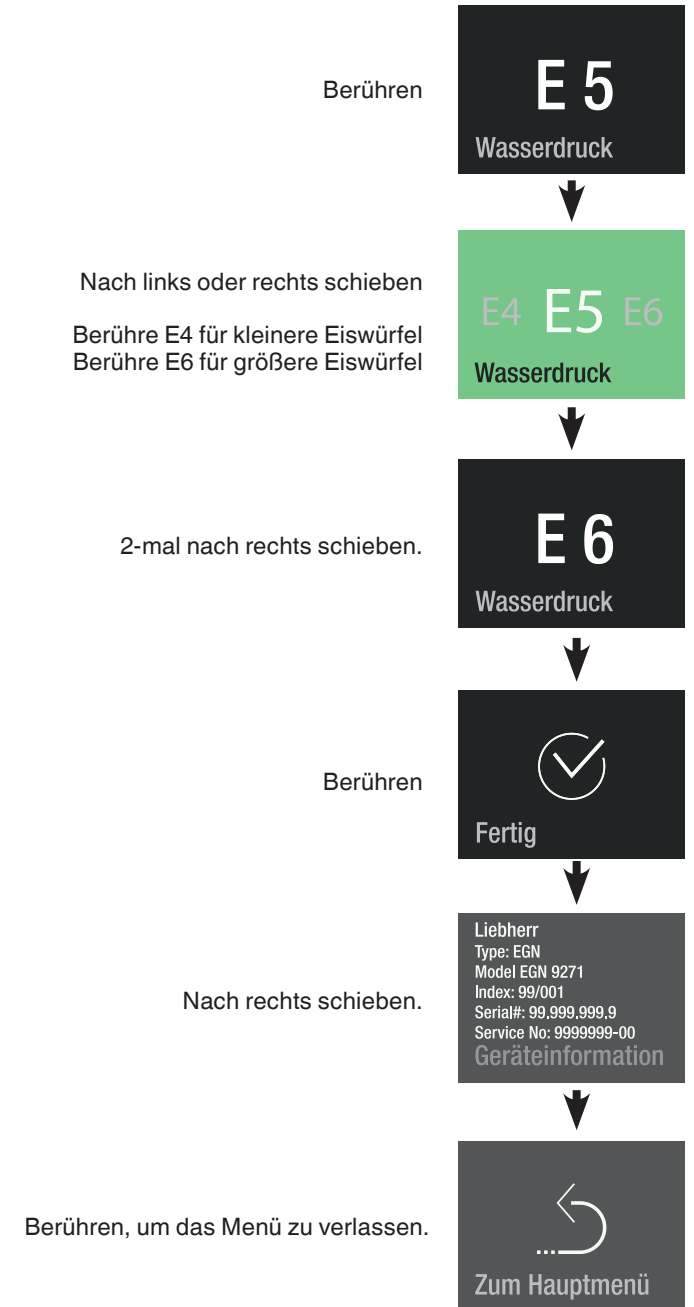 Berühren
E 5
Wasserdruck
Nach links oder rechts schieben
Berühre E4 für kleinere Eiswürfel
Berühre E6 für größere Eiswürfel
E4 E5 E6
Wasserdruck
2-mal nach rechts schieben.
E 6
Wasserdruck
Berühren
Fertig
Nach rechts schieben.
Liebherr
Type: EGN
Model EGN 9271
Index: 99/001
Serial#: 99.999.999.9
Service No: 9999999-00
Geräteinformation
Berühren, um das Menü zu verlassen.
Zum Hauptmenü